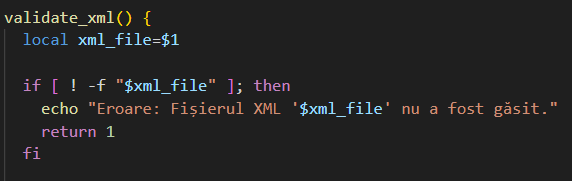 validate_xml() {
  local xml_file=$1

  if [ ! -f "$xml_file" ]; then
    echo "Eroare: Fișierul XML '$xml_file' nu a fost găsit."
    return 1
  fi